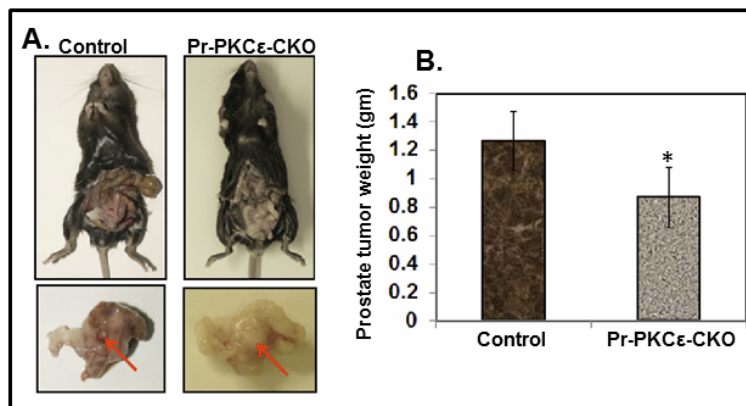 A.
Control
Pr-PKCε-CKO
B.
Prostate tumor weight (gm)
1.6
1.4
1.2
1
0.8
0.6
0.4
0.2
0
*
Control
Pr-PKCε-CKO